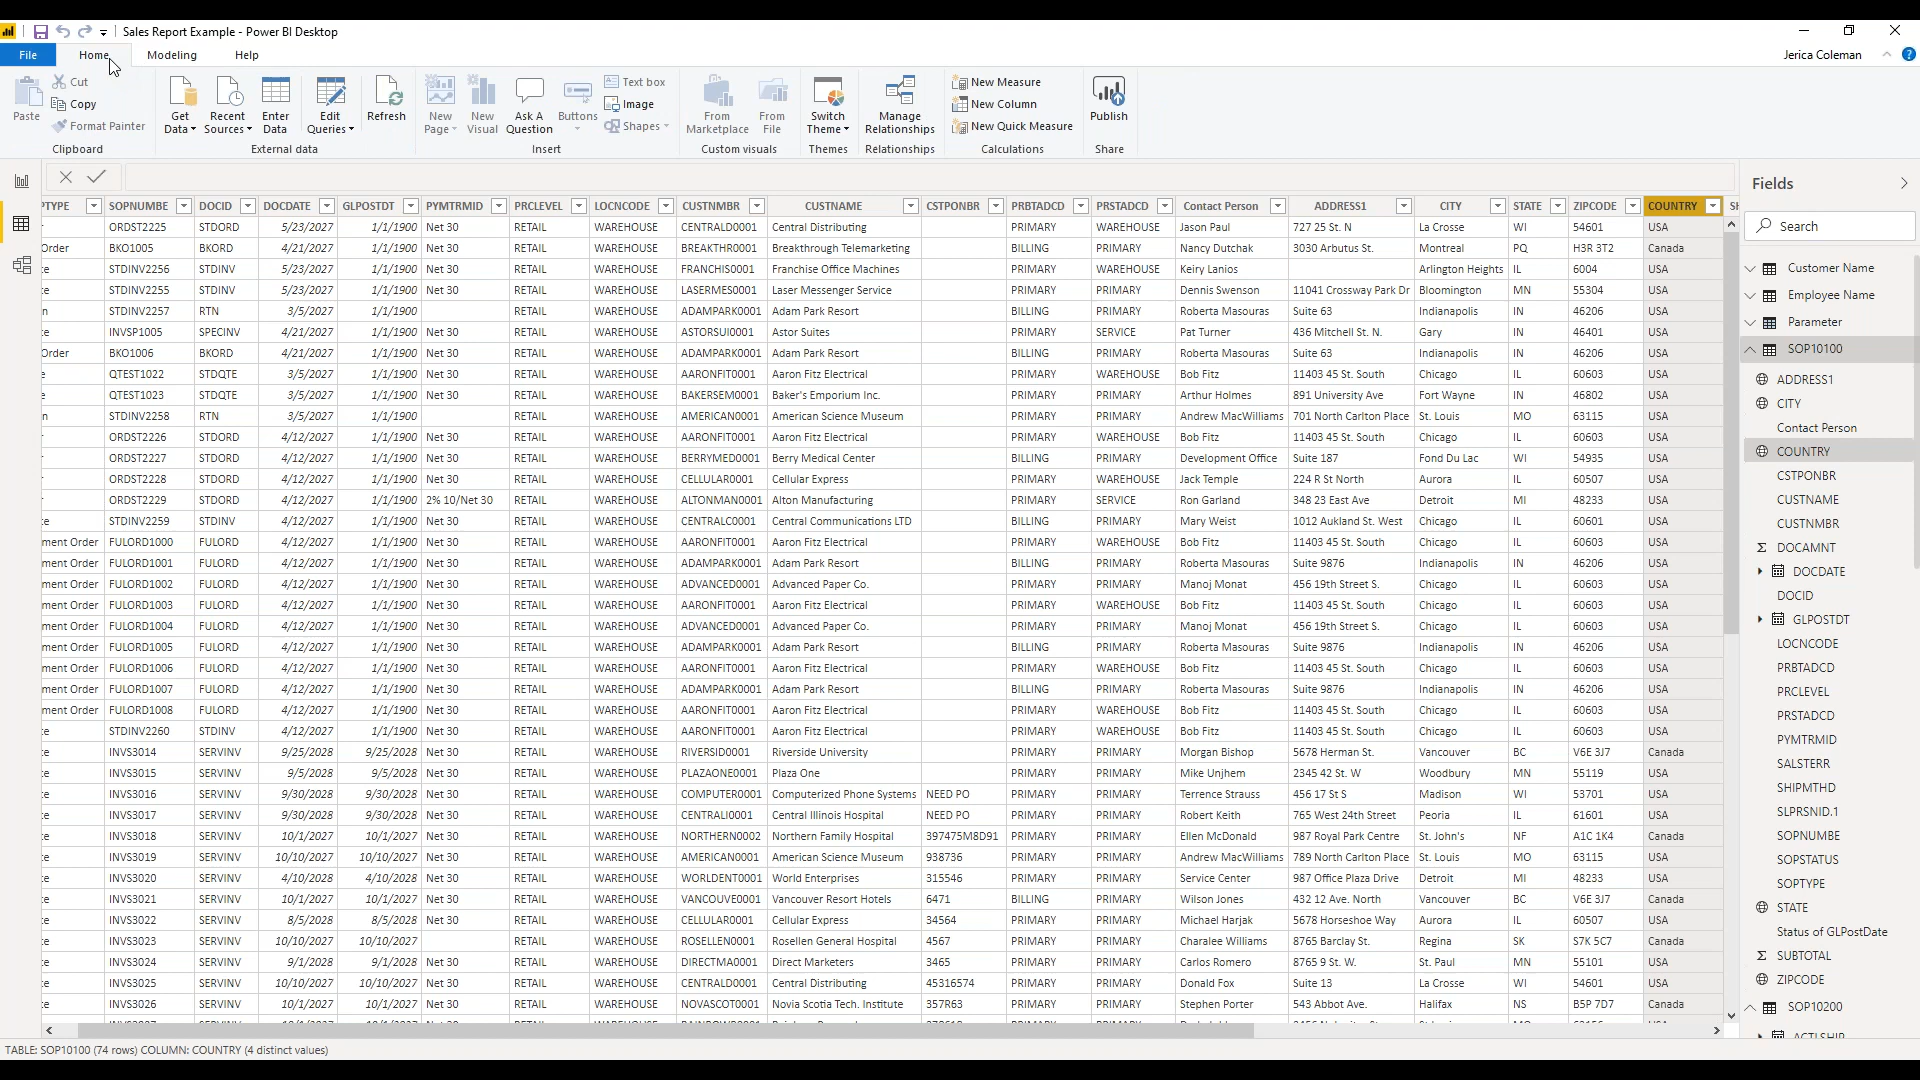 Sales Report Example - Power BI Desktop
File Home Modeling Help Jerica Coleman ?
Paste Cut Copy Format Painter Get Data Recent Sources Enter Data Edit Queries Refresh New Page New Visual Ask A Question Buttons Text box Image Shapes From Marketplace From File Switch Theme Manage Relationships New Measure New Column New Quick Measure Publish
Clipboard External data Insert Custom visuals Themes Relationships Calculations Share
PTYPE SOPNUMBE DOCID DOCDATE GLPOSTDT PYMTRMID PRCLEVEL LOCNCODE CUSTNMBR CUSTNAME CSTPONBR PRBTADCD PRSTADCD Contact Person ADDRESS1 CITY STATE ZIPCODE COUNTRY SH
r ORDST2225 STDORD 5/23/2027 1/1/1900 Net 30 RETAIL WAREHOUSE CENTRALD0001 Central Distributing PRIMARY WAREHOUSE Jason Paul 727 25 St. N La Crosse WI 54601 USA
Order BKO1005 BKORD 4/21/2027 1/1/1900 Net 30 RETAIL WAREHOUSE BREAKTHR0001 Breakthrough Telemarketing BILLING PRIMARY Nancy Dutchak 3030 Arbutus St. Montreal PQ H3R 3T2 Canada
ce STDINV2256 STDINV 5/23/2027 1/1/1900 Net 30 RETAIL WAREHOUSE FRANCHIS0001 Franchise Office Machines PRIMARY WAREHOUSE Keiry Lanios Arlington Heights IL 6004 USA
ce STDINV2255 STDINV 5/23/2027 1/1/1900 Net 30 RETAIL WAREHOUSE LASERMES0001 Laser Messenger Service PRIMARY PRIMARY Dennis Swenson 11041 Crossway Park Dr Bloomington MN 55304 USA
n STDINV2257 RTN 3/5/2027 1/1/1900 RETAIL WAREHOUSE ADAMPARK0001 Adam Park Resort BILLING PRIMARY Roberta Masouras Suite 63 Indianapolis IN 46206 USA
ce INVSP1005 SPECINV 4/21/2027 1/1/1900 Net 30 RETAIL WAREHOUSE ASTORSUI0001 Astor Suites PRIMARY SERVICE Pat Turner 436 Mitchell St. N. Gary IN 46401 USA
Order BKO1006 BKORD 4/21/2027 1/1/1900 Net 30 RETAIL WAREHOUSE ADAMPARK0001 Adam Park Resort BILLING PRIMARY Roberta Masouras Suite 63 Indianapolis IN 46206 USA
e QTEST1022 STDQTE 3/5/2027 1/1/1900 Net 30 RETAIL WAREHOUSE AARONFIT0001 Aaron Fitz Electrical PRIMARY WAREHOUSE Bob Fitz 11403 45 St. South Chicago IL 60603 USA
e QTEST1023 STDQTE 3/5/2027 1/1/1900 Net 30 RETAIL WAREHOUSE BAKERSEM0001 Baker's Emporium Inc. PRIMARY PRIMARY Arthur Holmes 891 University Ave Fort Wayne IN 46802 USA
n STDINV2258 RTN 3/5/2027 1/1/1900 RETAIL WAREHOUSE AMERICAN0001 American Science Museum PRIMARY PRIMARY Andrew MacWilliams 701 North Carlton Place St. Louis MO 63115 USA
r ORDST2226 STDORD 4/12/2027 1/1/1900 Net 30 RETAIL WAREHOUSE AARONFIT0001 Aaron Fitz Electrical PRIMARY WAREHOUSE Bob Fitz 11403 45 St. South Chicago IL 60603 USA
r ORDST2227 STDORD 4/12/2027 1/1/1900 Net 30 RETAIL WAREHOUSE BERRYMED0001 Berry Medical Center BILLING PRIMARY Development Office Suite 187 Fond Du Lac WI 54935 USA
r ORDST2228 STDORD 4/12/2027 1/1/1900 Net 30 RETAIL WAREHOUSE CELLULAR0001 Cellular Express PRIMARY WAREHOUSE Jack Temple 224 R St North Aurora IL 60507 USA
r ORDST2229 STDORD 4/12/2027 1/1/1900 2% 10/Net 30 RETAIL WAREHOUSE ALTONMAN0001 Alton Manufacturing PRIMARY SERVICE Ron Garland 348 23 East Ave Detroit MI 48233 USA
ce STDINV2259 STDINV 4/12/2027 1/1/1900 Net 30 RETAIL WAREHOUSE CENTRALC0001 Central Communications LTD BILLING PRIMARY Mary Weist 1012 Aukland St. West Chicago IL 60601 USA
ment Order FULORD1000 FULORD 4/12/2027 1/1/1900 Net 30 RETAIL WAREHOUSE AARONFIT0001 Aaron Fitz Electrical PRIMARY WAREHOUSE Bob Fitz 11403 45 St. South Chicago IL 60603 USA
ment Order FULORD1001 FULORD 4/12/2027 1/1/1900 Net 30 RETAIL WAREHOUSE ADAMPARK0001 Adam Park Resort BILLING PRIMARY Roberta Masouras Suite 9876 Indianapolis IN 46206 USA
ment Order FULORD1002 FULORD 4/12/2027 1/1/1900 Net 30 RETAIL WAREHOUSE ADVANCED0001 Advanced Paper Co. PRIMARY PRIMARY Manoj Monat 456 19th Street S. Chicago IL 60603 USA
ment Order FULORD1003 FULORD 4/12/2027 1/1/1900 Net 30 RETAIL WAREHOUSE AARONFIT0001 Aaron Fitz Electrical PRIMARY WAREHOUSE Bob Fitz 11403 45 St. South Chicago IL 60603 USA
ment Order FULORD1004 FULORD 4/12/2027 1/1/1900 Net 30 RETAIL WAREHOUSE ADVANCED0001 Advanced Paper Co. PRIMARY PRIMARY Manoj Monat 456 19th Street S. Chicago IL 60603 USA
ment Order FULORD1005 FULORD 4/12/2027 1/1/1900 Net 30 RETAIL WAREHOUSE ADAMPARK0001 Adam Park Resort BILLING PRIMARY Roberta Masouras Suite 9876 Indianapolis IN 46206 USA
ment Order FULORD1006 FULORD 4/12/2027 1/1/1900 Net 30 RETAIL WAREHOUSE AARONFIT0001 Aaron Fitz Electrical PRIMARY WAREHOUSE Bob Fitz 11403 45 St. South Chicago IL 60603 USA
ment Order FULORD1007 FULORD 4/12/2027 1/1/1900 Net 30 RETAIL WAREHOUSE ADAMPARK0001 Adam Park Resort BILLING PRIMARY Roberta Masouras Suite 9876 Indianapolis IN 46206 USA
ment Order FULORD1008 FULORD 4/12/2027 1/1/1900 Net 30 RETAIL WAREHOUSE AARONFIT0001 Aaron Fitz Electrical PRIMARY WAREHOUSE Bob Fitz 11403 45 St. South Chicago IL 60603 USA
ce STDINV2260 STDINV 4/12/2027 1/1/1900 Net 30 RETAIL WAREHOUSE AARONFIT0001 Aaron Fitz Electrical PRIMARY WAREHOUSE Bob Fitz 11403 45 St. South Chicago IL 60603 USA
ce INVS3014 SERVINV 9/25/2028 9/25/2028 Net 30 RETAIL WAREHOUSE RIVERSID0001 Riverside University PRIMARY PRIMARY Morgan Bishop 5678 Herman St. Vancouver BC V6E 3J7 Canada
ce INVS3015 SERVINV 9/5/2028 9/5/2028 Net 30 RETAIL WAREHOUSE PLAZAONE0001 Plaza One PRIMARY PRIMARY Mike Unjhem 2345 42 St. W Woodbury MN 55119 USA
ce INVS3016 SERVINV 9/30/2028 9/30/2028 Net 30 RETAIL WAREHOUSE COMPUTER0001 Computerized Phone Systems NEED PO PRIMARY PRIMARY Terrence Strauss 456 17 St S Madison WI 53701 USA
ce INVS3017 SERVINV 9/30/2028 9/30/2028 Net 30 RETAIL WAREHOUSE CENTRALI0001 Central Illinois Hospital NEED PO PRIMARY PRIMARY Robert Keith 765 West 24th Street Peoria IL 61601 USA
ce INVS3018 SERVINV 10/1/2027 10/1/2027 Net 30 RETAIL WAREHOUSE NORTHERN0002 Northern Family Hospital 397475M8D91 PRIMARY PRIMARY Ellen McDonald 987 Royal Park Centre St. John's NF A1C 1K4 Canada
ce INVS3019 SERVINV 10/10/2027 10/10/2027 Net 30 RETAIL WAREHOUSE AMERICAN0001 American Science Museum 938736 PRIMARY PRIMARY Andrew MacWilliams 789 North Carlton Place St. Louis MO 63115 USA
ce INVS3020 SERVINV 4/10/2028 4/10/2028 Net 30 RETAIL WAREHOUSE WORLDENT0001 World Enterprises 315546 PRIMARY PRIMARY Service Center 987 Office Plaza Drive Detroit MI 48233 USA
ce INVS3021 SERVINV 10/1/2027 10/1/2027 Net 30 RETAIL WAREHOUSE VANCOUVE0001 Vancouver Resort Hotels 6471 BILLING PRIMARY Wilson Jones 432 12 Ave. North Vancouver BC V6E 3J7 Canada
ce INVS3022 SERVINV 8/5/2028 8/5/2028 Net 30 RETAIL WAREHOUSE CELLULAR0001 Cellular Express 34564 PRIMARY PRIMARY Michael Harjak 5678 Horseshoe Way Aurora IL 60507 USA
ce INVS3023 SERVINV 10/10/2027 10/10/2027 RETAIL WAREHOUSE ROSELLEN0001 Rosellen General Hospital 4567 PRIMARY PRIMARY Charalee Williams 8765 Barclay St. Regina SK S7K 5C7 Canada
ce INVS3024 SERVINV 9/1/2028 9/1/2028 Net 30 RETAIL WAREHOUSE DIRECTMA0001 Direct Marketers 3465 PRIMARY PRIMARY Carlos Romero 8765 9 St. W. St. Paul MN 55101 USA
ce INVS3025 SERVINV 10/10/2027 10/10/2027 Net 30 RETAIL WAREHOUSE CENTRALD0001 Central Distributing 45316574 PRIMARY PRIMARY Donald Fox Suite 13 La Crosse WI 54601 USA
ce INVS3026 SERVINV 10/1/2027 10/1/2027 Net 30 RETAIL WAREHOUSE NOVASCOT0001 Novia Scotia Tech. Institute 357R63 PRIMARY PRIMARY Stephen Porter 543 Abbot Ave. Halifax NS B5P 7D7 Canada
TABLE: SOP10100 (74 rows) COLUMN: COUNTRY (4 distinct values)
Fields
Search
Customer Name
Employee Name
Parameter
SOP10100
ADDRESS1
CITY
Contact Person
COUNTRY
CSTPONBR
CUSTNAME
CUSTNMBR
Σ DOCAMNT
DOCDATE
DOCID
GLPOSTDT
LOCNCODE
PRBTADCD
PRCLEVEL
PRSTADCD
PYMTRMID
SALSTERR
SHIPMTHD
SLPRSNID.1
SOPNUMBE
SOPSTATUS
SOPTYPE
STATE
Status of GLPostDate
Σ SUBTOTAL
ZIPCODE
SOP10200
ACTLSHIP